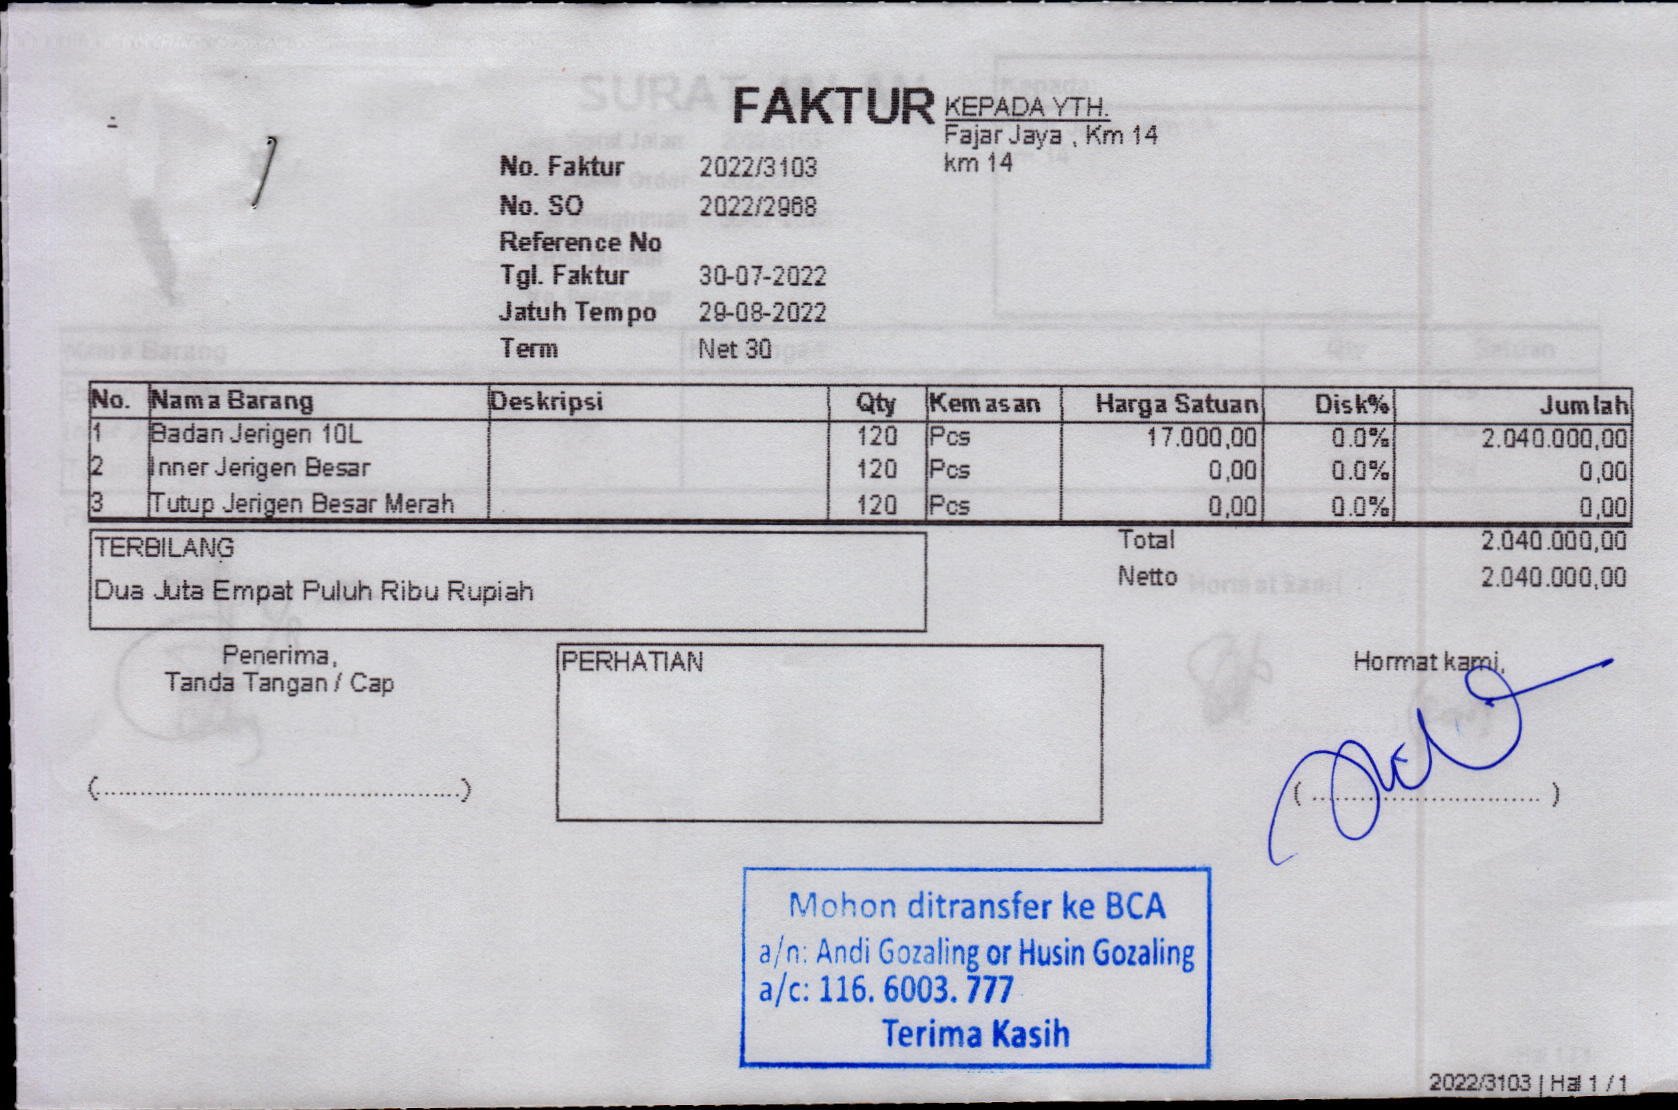 FAKTUR
KEPADA YTH.
Fajar Jaya , Km 14
km 14
No. Faktur 2022/3103
No. SO 2022/2968
Reference No
Tgl. Faktur 30-07-2022
Jatuh Tempo 29-08-2022
Term Net 30
No. Nama Barang Deskripsi Qty Kemasan Harga Satuan Disk% Jumlah
1 Badan Jerigen 10L 120 Pcs 17.000,00 0.0% 2.040.000,00
2 Inner Jerigen Besar 120 Pcs 0,00 0.0% 0,00
3 Tutup Jerigen Besar Merah 120 Pcs 0,00 0.0% 0,00
Total 2.040.000,00
Netto 2.040.000,00
TERBILANG
Dua Juta Empat Puluh Ribu Rupiah
Penerima,
Tanda Tangan / Cap
(..............................................)
PERHATIAN
Hormat kami,
( ............................. )
Mohon ditransfer ke BCA
a/n: Andi Gozaling or Husin Gozaling
a/c: 116. 6003. 777
Terima Kasih
2022/3103 | Hal 1 / 1